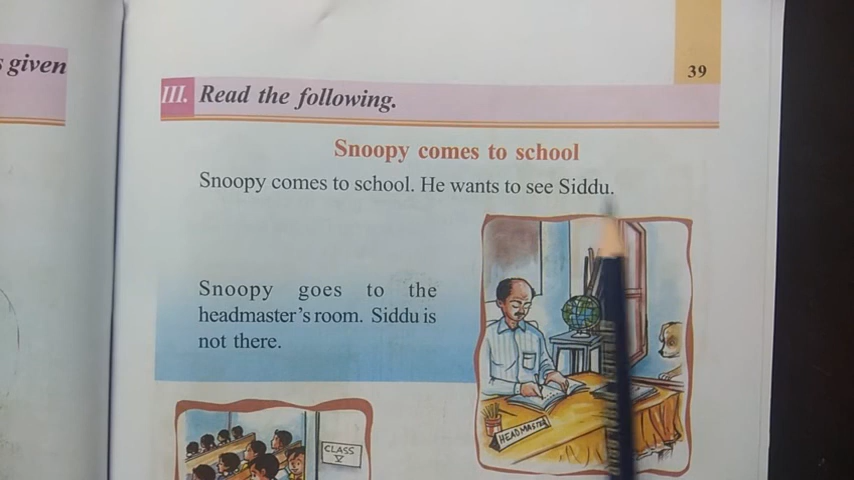 s given
39
III. Read the following.
Snoopy comes to school
Snoopy comes to school. He wants to see Siddu.
Snoopy goes to the
headmaster's room. Siddu is
not there.
HEADMASTER
CLASS
V